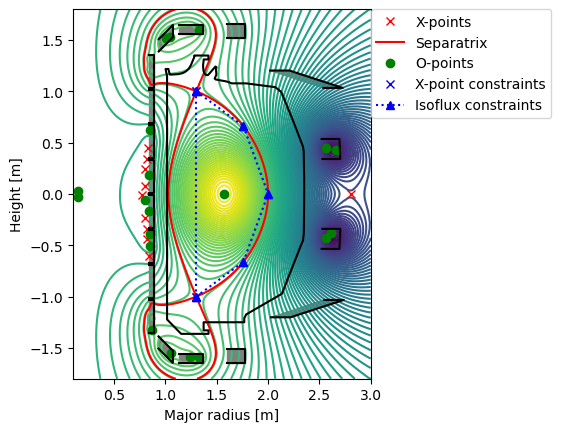 X-points
Separatrix
O-points
X-point constraints
Isoflux constraints
Height [m]
1.5
1.0
0.5
0.0
−0.5
−1.0
−1.5
0.5 1.0 1.5 2.0 2.5 3.0
Major radius [m]